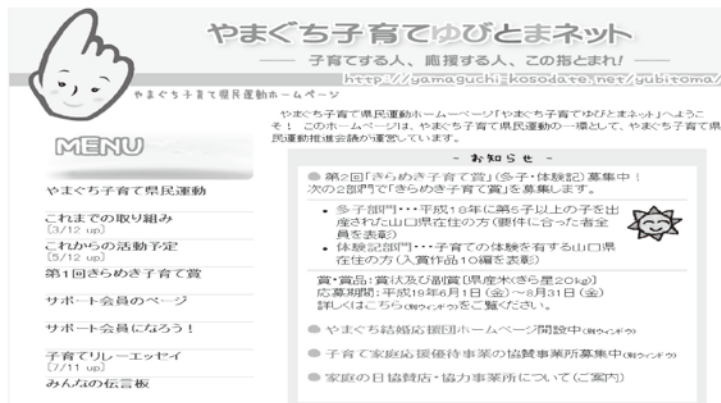 やまぐち子育てゆびとまネット
子育てする人、応援する人、この指とまれ!
http://yamaguchi-kosodate.net/yubitoma/
やまぐち子育て県民運動ホームページ
やまぐち子育て県民運動ホームーページ「やまぐち子育てゆびとまネット」へようこ
そ! このホームページは、やまぐち子育て県民運動の一環として、やまぐち子育て県
民運動推進会議が運営しています。
MENU
やまぐち子育て県民運動
これまでの取り組み
[3/12 up]
これからの活動予定
[5/12 up]
第1回きらめき子育て賞
サポート会員のページ
サポート会員になろう!
子育てリレーエッセイ
[7/11 up]
みんなの伝言板
- お知らせ -
第2回「きらめき子育て賞」(多子・体験記)募集中!
次の2部門で「きらめき子育て賞」を募集します。
・ 多子部門・・・平成18年に第5子以上の子を出
産された山口県在住の方(要件に合った者全
員を表彰)
・ 体験記部門・・・子育ての体験を有する山口県
在住の方(入賞作品10編を表彰)
賞・賞品:賞状及び副賞[県産米(きら星20kg)]
応募期間:平成19年6月1日(金)~8月31日(金)
詳しくはこちら(別ウィンドウ)をご覧ください。
やまぐち結婚応援団ホームページ開設中(別ウィンドウ)
子育て家庭応援優待事業の協賛事業所募集中(別ウィンドウ)
家庭の日協賛店・協力事業所について(ご案内)